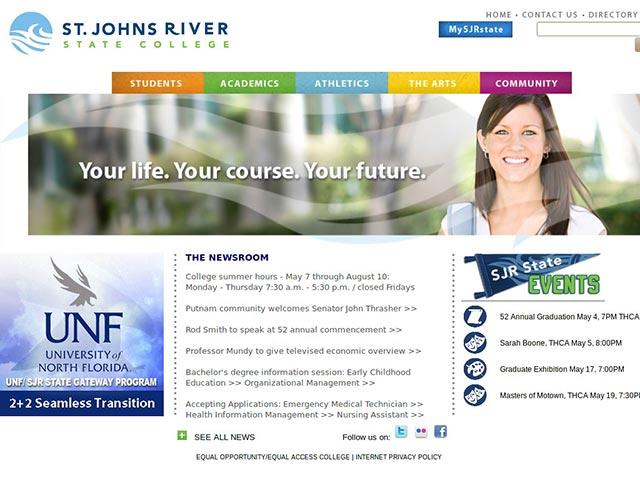 HOME • CONTACT US • DIRECTORY
ST. JOHNS RIVER
STATE COLLEGE
MySJRstate
STUDENTS ACADEMICS ATHLETICS THE ARTS COMMUNITY
Your life. Your course. Your future.
UNF
UNIVERSITY of
NORTH FLORIDA.
UNF/ SJR STATE GATEWAY PROGRAM
2+2 Seamless Transition
THE NEWSROOM
College summer hours - May 7 through August 10:
Monday - Thursday 7:30 a.m. - 5:30 p.m. / closed Fridays
Putnam community welcomes Senator John Thrasher >>
Rod Smith to speak at 52 annual commencement >>
Professor Mundy to give televised economic overview >>
Bachelor's degree information session: Early Childhood
Education >> Organizational Management >>
Accepting Applications: Emergency Medical Technician >>
Health Information Management >> Nursing Assistant >>
SEE ALL NEWS
Follow us on:
SJR State
EVENTS
52 Annual Graduation May 4, 7PM THCA
Sarah Boone, THCA May 5, 8:00PM
Graduate Exhibition May 17, 7:00PM
Masters of Motown, THCA May 19, 7:30P
EQUAL OPPORTUNITY/EQUAL ACCESS COLLEGE | INTERNET PRIVACY POLICY